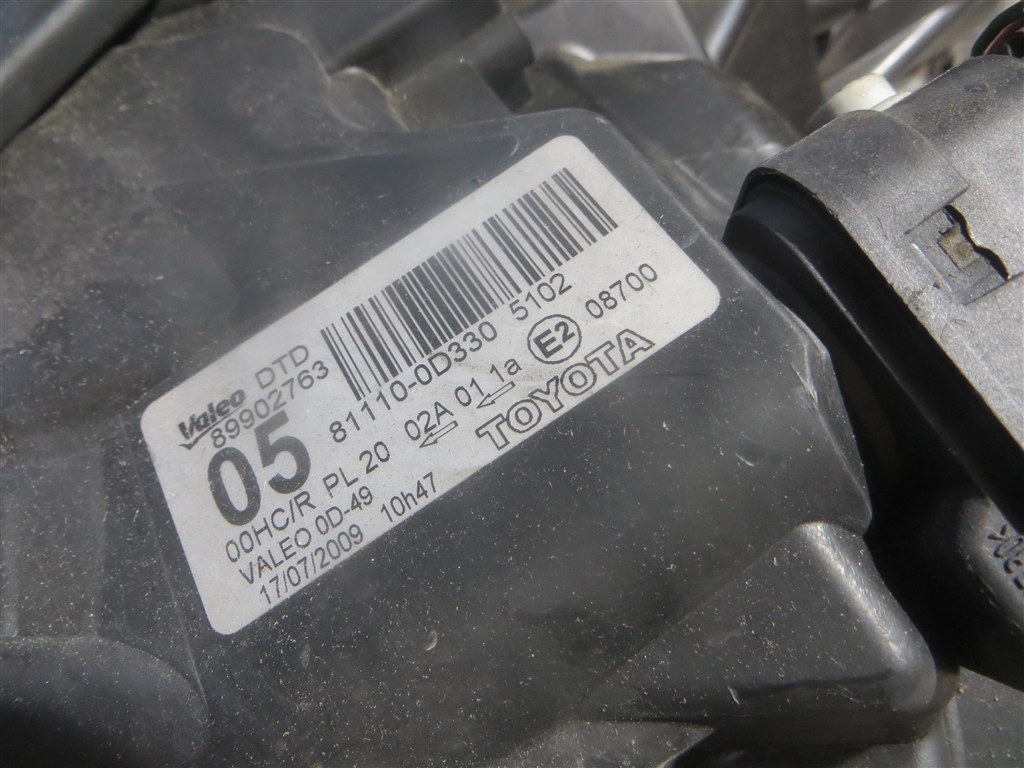 Valeo DTD
89902763
05
81110-0D330 5102
00HC/R PL 20 02A 01 1a E2 08700
VALEO 0D-49
17/07/2009 10h47
TOYOTA